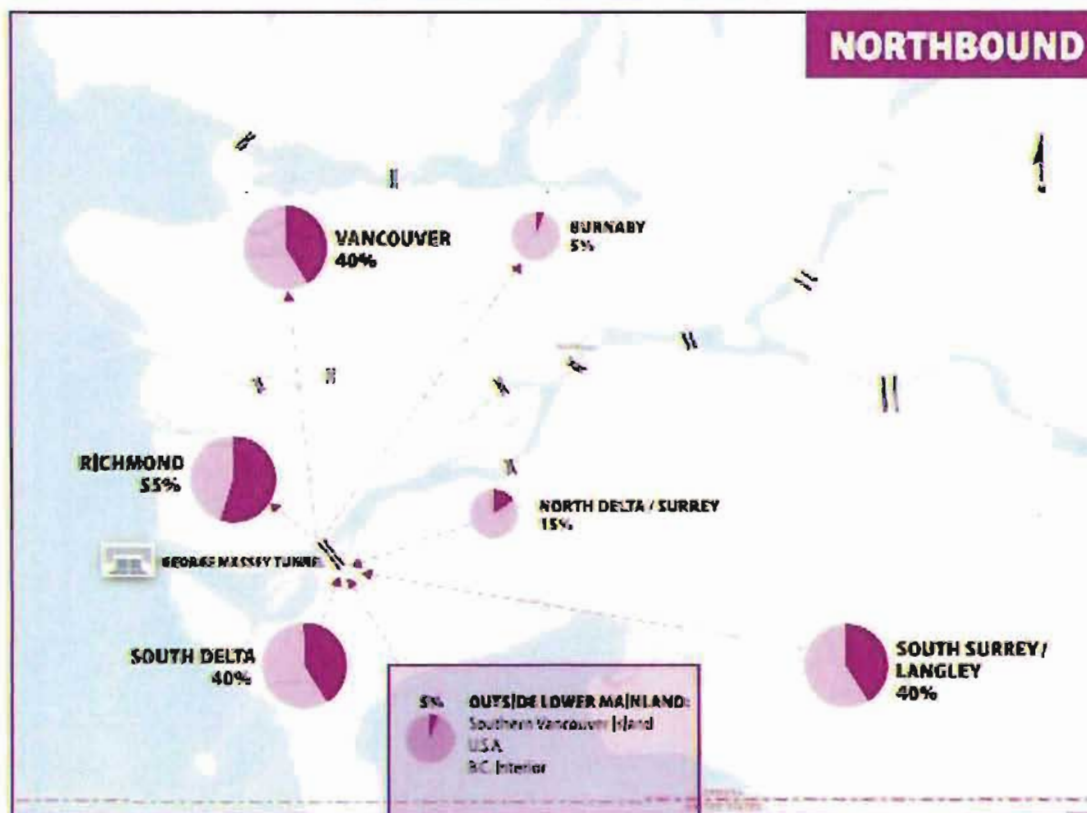 NORTHBOUND
VANCOUVER
40%
BURNABY
5%
RICHMOND
55%
NORTH DELTA / SURREY
15%
GEORGE MASSEY TUNNEL
SOUTH DELTA
40%
SOUTH SURREY /
LANGLEY
40%
5% OUTSIDE LOWER MAINLAND:
Southern Vancouver Island
U.S.A.
B.C. Interior